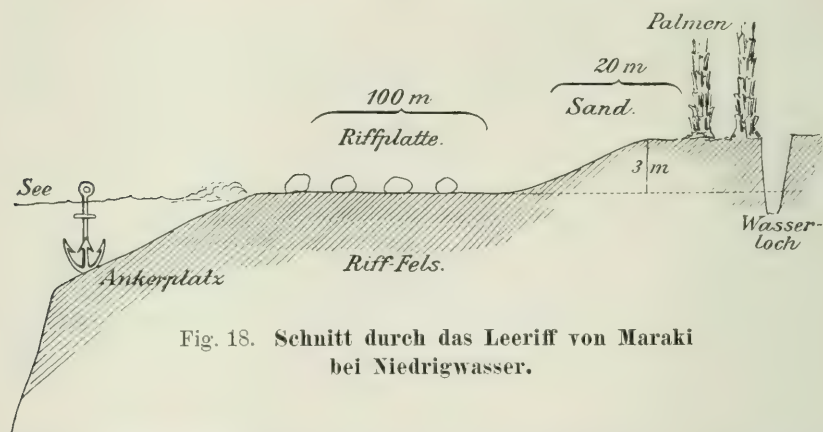 Palmen
20 m
Sand.
100 m
Riffplatte.
See
3 m
Wasser-
loch
Ankerplatz
Riff-Fels.
Fig. 18. Schnitt durch das Leeriff von Maraki
bei Niedrigwasser.